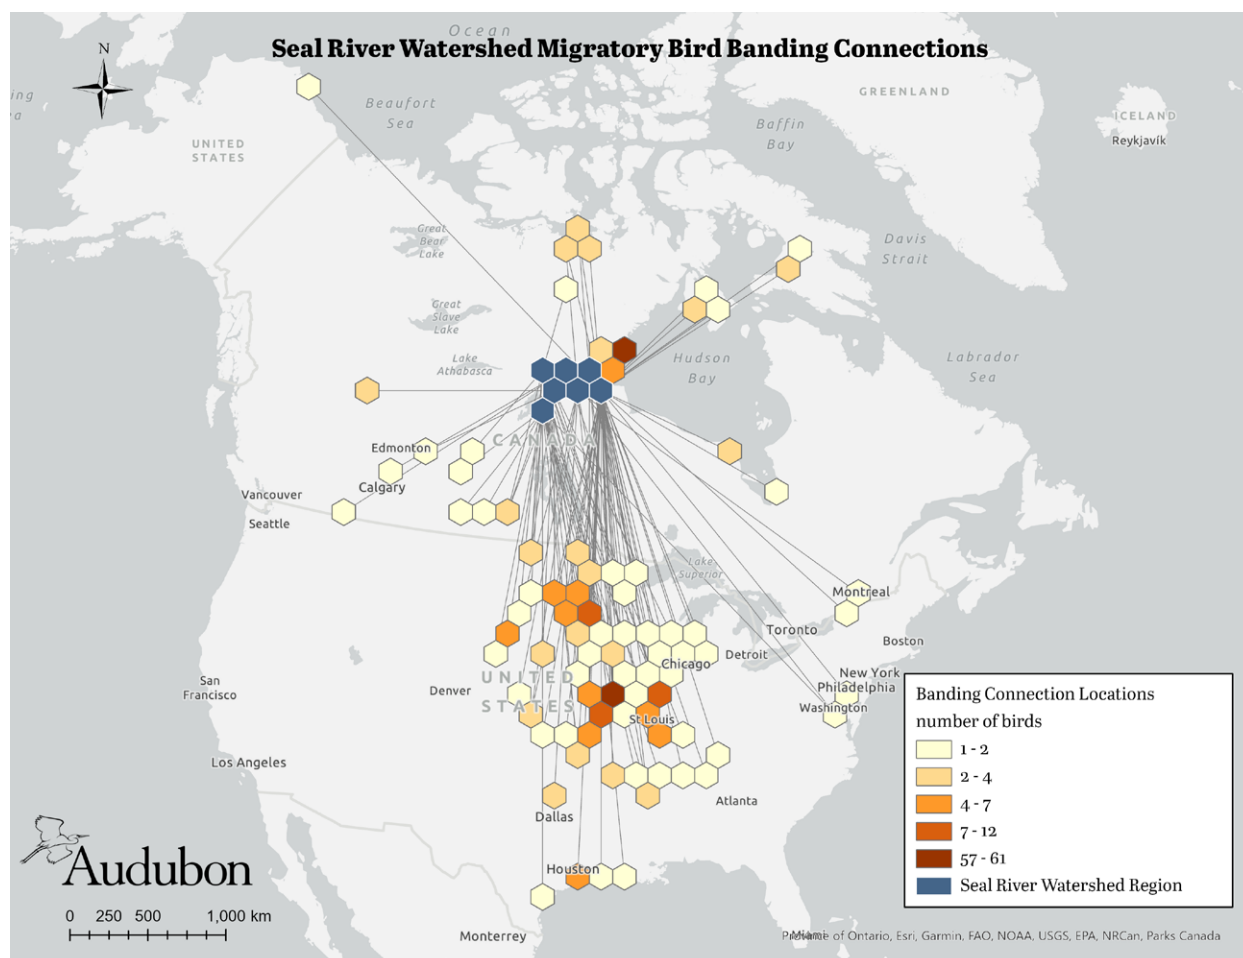 Ocean
Seal River Watershed Migratory Bird Banding Connections
N
ing
a
Beaufort
Sea
GREENLAND
ICELAND
Reykjavík
Baffin
Bay
UNITED
STATES
Great
Bear
Lake
Davis
Strait
Great
Slave
Lake
Lake
Athabasca
Hudson
Bay
Labrador
Sea
CANADA
Edmonton
Calgary
Vancouver
Seattle
Lake
Superior
Montreal
Toronto
Boston
Detroit
Chicago
New York
Philadelphia
Washington
UNITED
STATES
Denver
San
Francisco
St Louis
Los Angeles
Atlanta
Dallas
Houston
Monterrey
Miami
Banding Connection Locations
number of birds
1 - 2
2 - 4
4 - 7
7 - 12
57 - 61
Seal River Watershed Region
Audubon
0 250 500 1,000 km
Province of Ontario, Esri, Garmin, FAO, NOAA, USGS, EPA, NRCan, Parks Canada